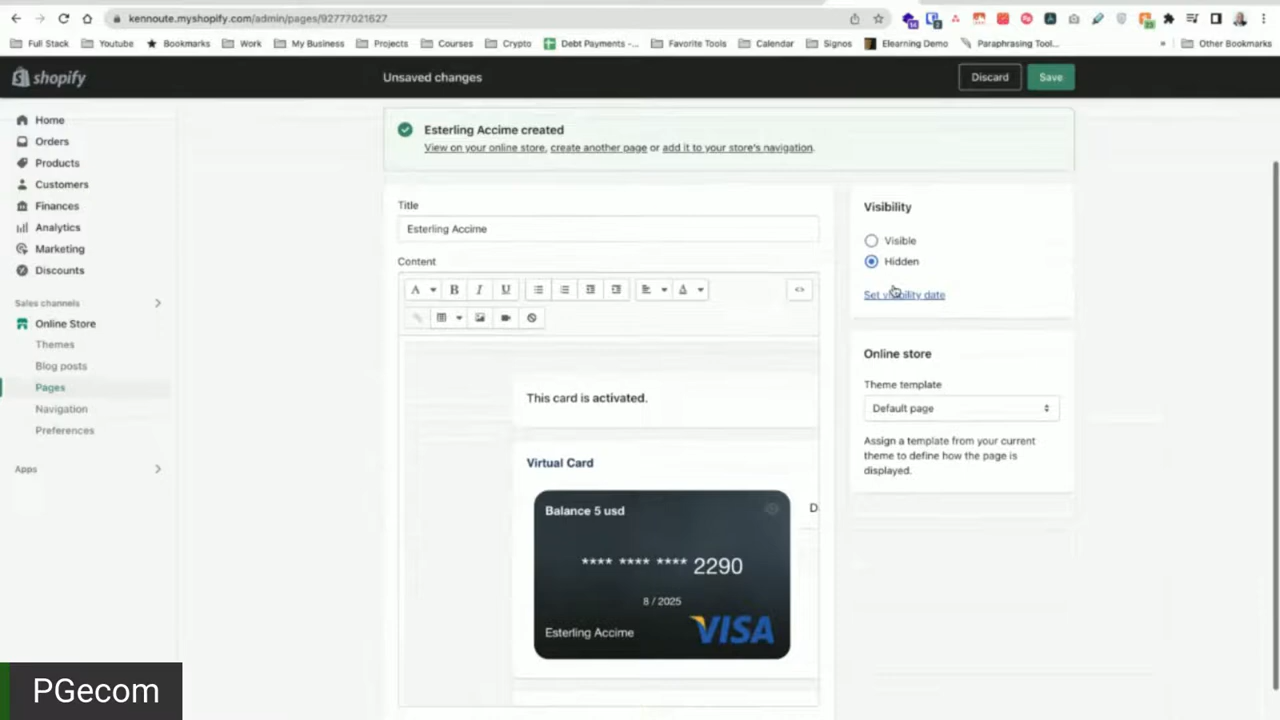 kennoute.myshopify.com/admin/pages/92777021627
Full Stack
Youtube
Bookmarks
Work
My Business
Projects
Courses
Crypto
Debt Payments -...
Favorite Tools
Calendar
Signos
Elearning Demo
Paraphrasing Tool...
»
Other Bookmarks
shopify
Unsaved changes
Discard
Save
Home
Orders
Products
Customers
Finances
Analytics
Marketing
Discounts
Sales channels
Online Store
Themes
Blog posts
Pages
Navigation
Preferences
Apps
Esterling Accime created
View on your online store, create another page or add it to your store's navigation.
Title
Esterling Accime
Content
A B I U A <>
This card is activated.
Virtual Card
Balance 5 usd
D
**** **** **** 2290
8 / 2025
Esterling Accime
VISA
Visibility
Visible
Hidden
Set visibility date
Online store
Theme template
Default page
Assign a template from your current
theme to define how the page is
displayed.
PGecom